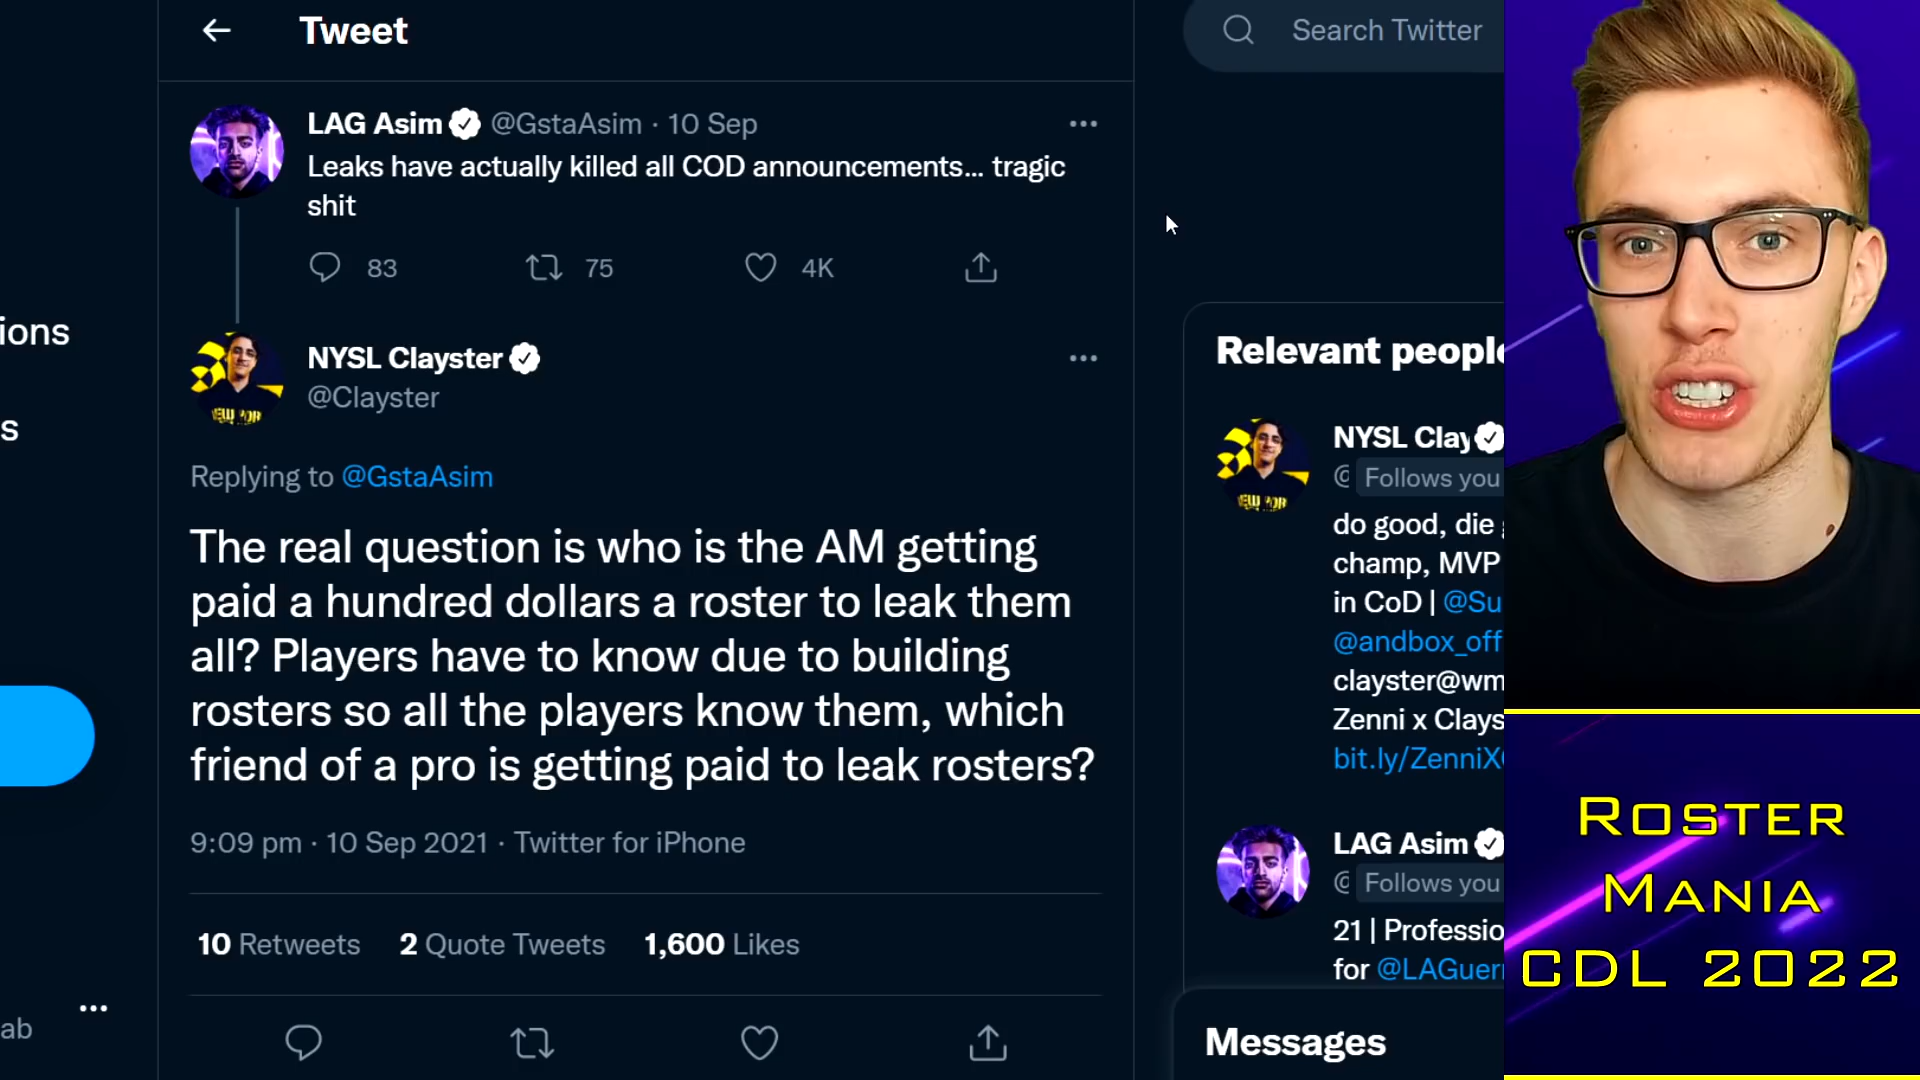 Tweet
Search Twitter
LAG Asim @GstaAsim · 10 Sep
Leaks have actually killed all COD announcements... tragic
shit
83 75 4K
NYSL Clayster
@Clayster
Replying to @GstaAsim
The real question is who is the AM getting
paid a hundred dollars a roster to leak them
all? Players have to know due to building
rosters so all the players know them, which
friend of a pro is getting paid to leak rosters?
9:09 pm · 10 Sep 2021 · Twitter for iPhone
10 Retweets 2 Quote Tweets 1,600 Likes
ions
s
ab
Relevant people
NYSL Clay
@ Follows you
do good, die
champ, MVP
in CoD | @Su
@andbox_off
clayster@wm
Zenni x Clays
bit.ly/ZenniX
LAG Asim
@ Follows you
21 | Professio
for @LAGuer
Messages
ROSTER
MANIA
CDL 2022